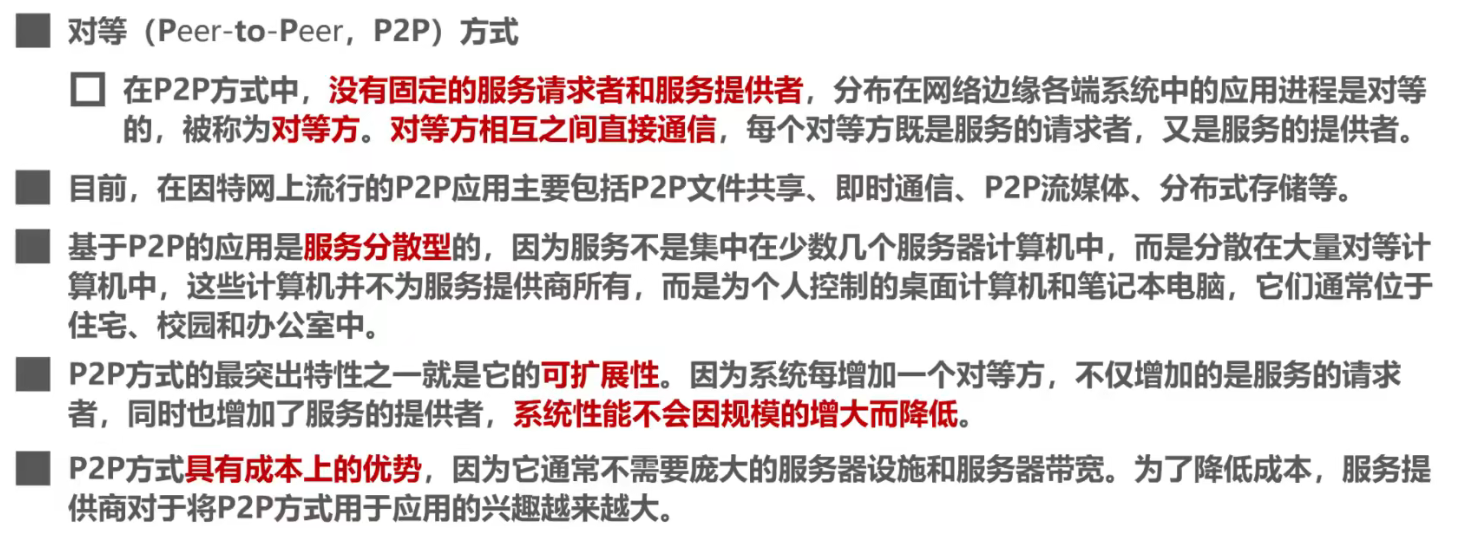 对等（Peer-to-Peer，P2P）方式
在P2P方式中，没有固定的服务请求者和服务提供者，分布在网络边缘各端系统中的应用进程是对等
的，被称为对等方。对等方相互之间直接通信，每个对等方既是服务的请求者，又是服务的提供者。
目前，在因特网上流行的P2P应用主要包括P2P文件共享、即时通信、P2P流媒体、分布式存储等。
基于P2P的应用是服务分散型的，因为服务不是集中在少数几个服务器计算机中，而是分散在大量对等计
算机中，这些计算机并不为服务提供商所有，而是为个人控制的桌面计算机和笔记本电脑，它们通常位于
住宅、校园和办公室中。
P2P方式的最突出特性之一就是它的可扩展性。因为系统每增加一个对等方，不仅增加的是服务的请求
者，同时也增加了服务的提供者，系统性能不会因规模的增大而降低。
P2P方式具有成本上的优势，因为它通常不需要庞大的服务器设施和服务器带宽。为了降低成本，服务提
供商对于将P2P方式用于应用的兴趣越来越大。